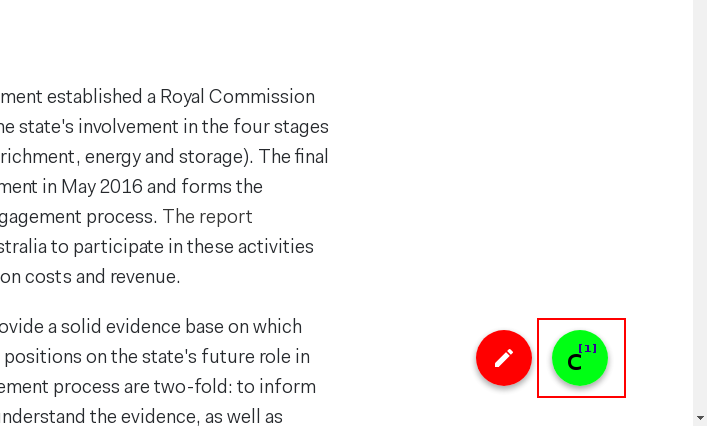 ment established a Royal Commission
he state's involvement in the four stages
richment, energy and storage). The final
ment in May 2016 and forms the
gagement process. The report
stralia to participate in these activities
on costs and revenue.
ovide a solid evidence base on which
positions on the state's future role in
ement process are two-fold: to inform
nderstand the evidence, as well as
c[1]